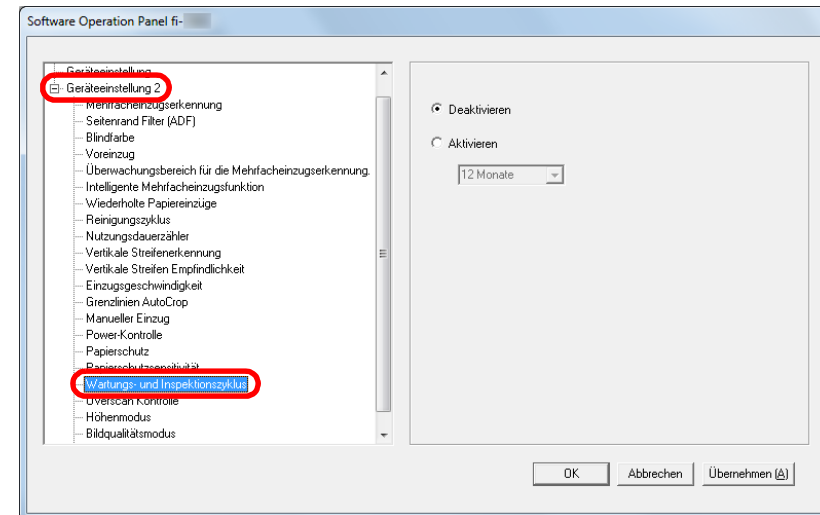 Software Operation Panel fi-
Geräteeinstellung
Geräteeinstellung 2
Mehrfacheinzugserkennung
Seitenrand Filter (ADF)
Blindfarbe
Voreinzug
Überwachungsbereich für die Mehrfacheinzugserkennung.
Intelligente Mehrfacheinzugsfunktion
Wiederholte Papiereinzüge
Reinigungszyklus
Nutzungsdauerzähler
Vertikale Streifenerkennung
Vertikale Streifen Empfindlichkeit
Einzugsgeschwindigkeit
Grenzlinien AutoCrop
Manueller Einzug
Power-Kontrolle
Papierschutz
Papierschutzsensitivität
Wartungs- und Inspektionszyklus
Overscan Kontrolle
Höhenmodus
Bildqualitätsmodus
Deaktivieren
Aktivieren
12 Monate
OK Abbrechen Übernehmen (A)